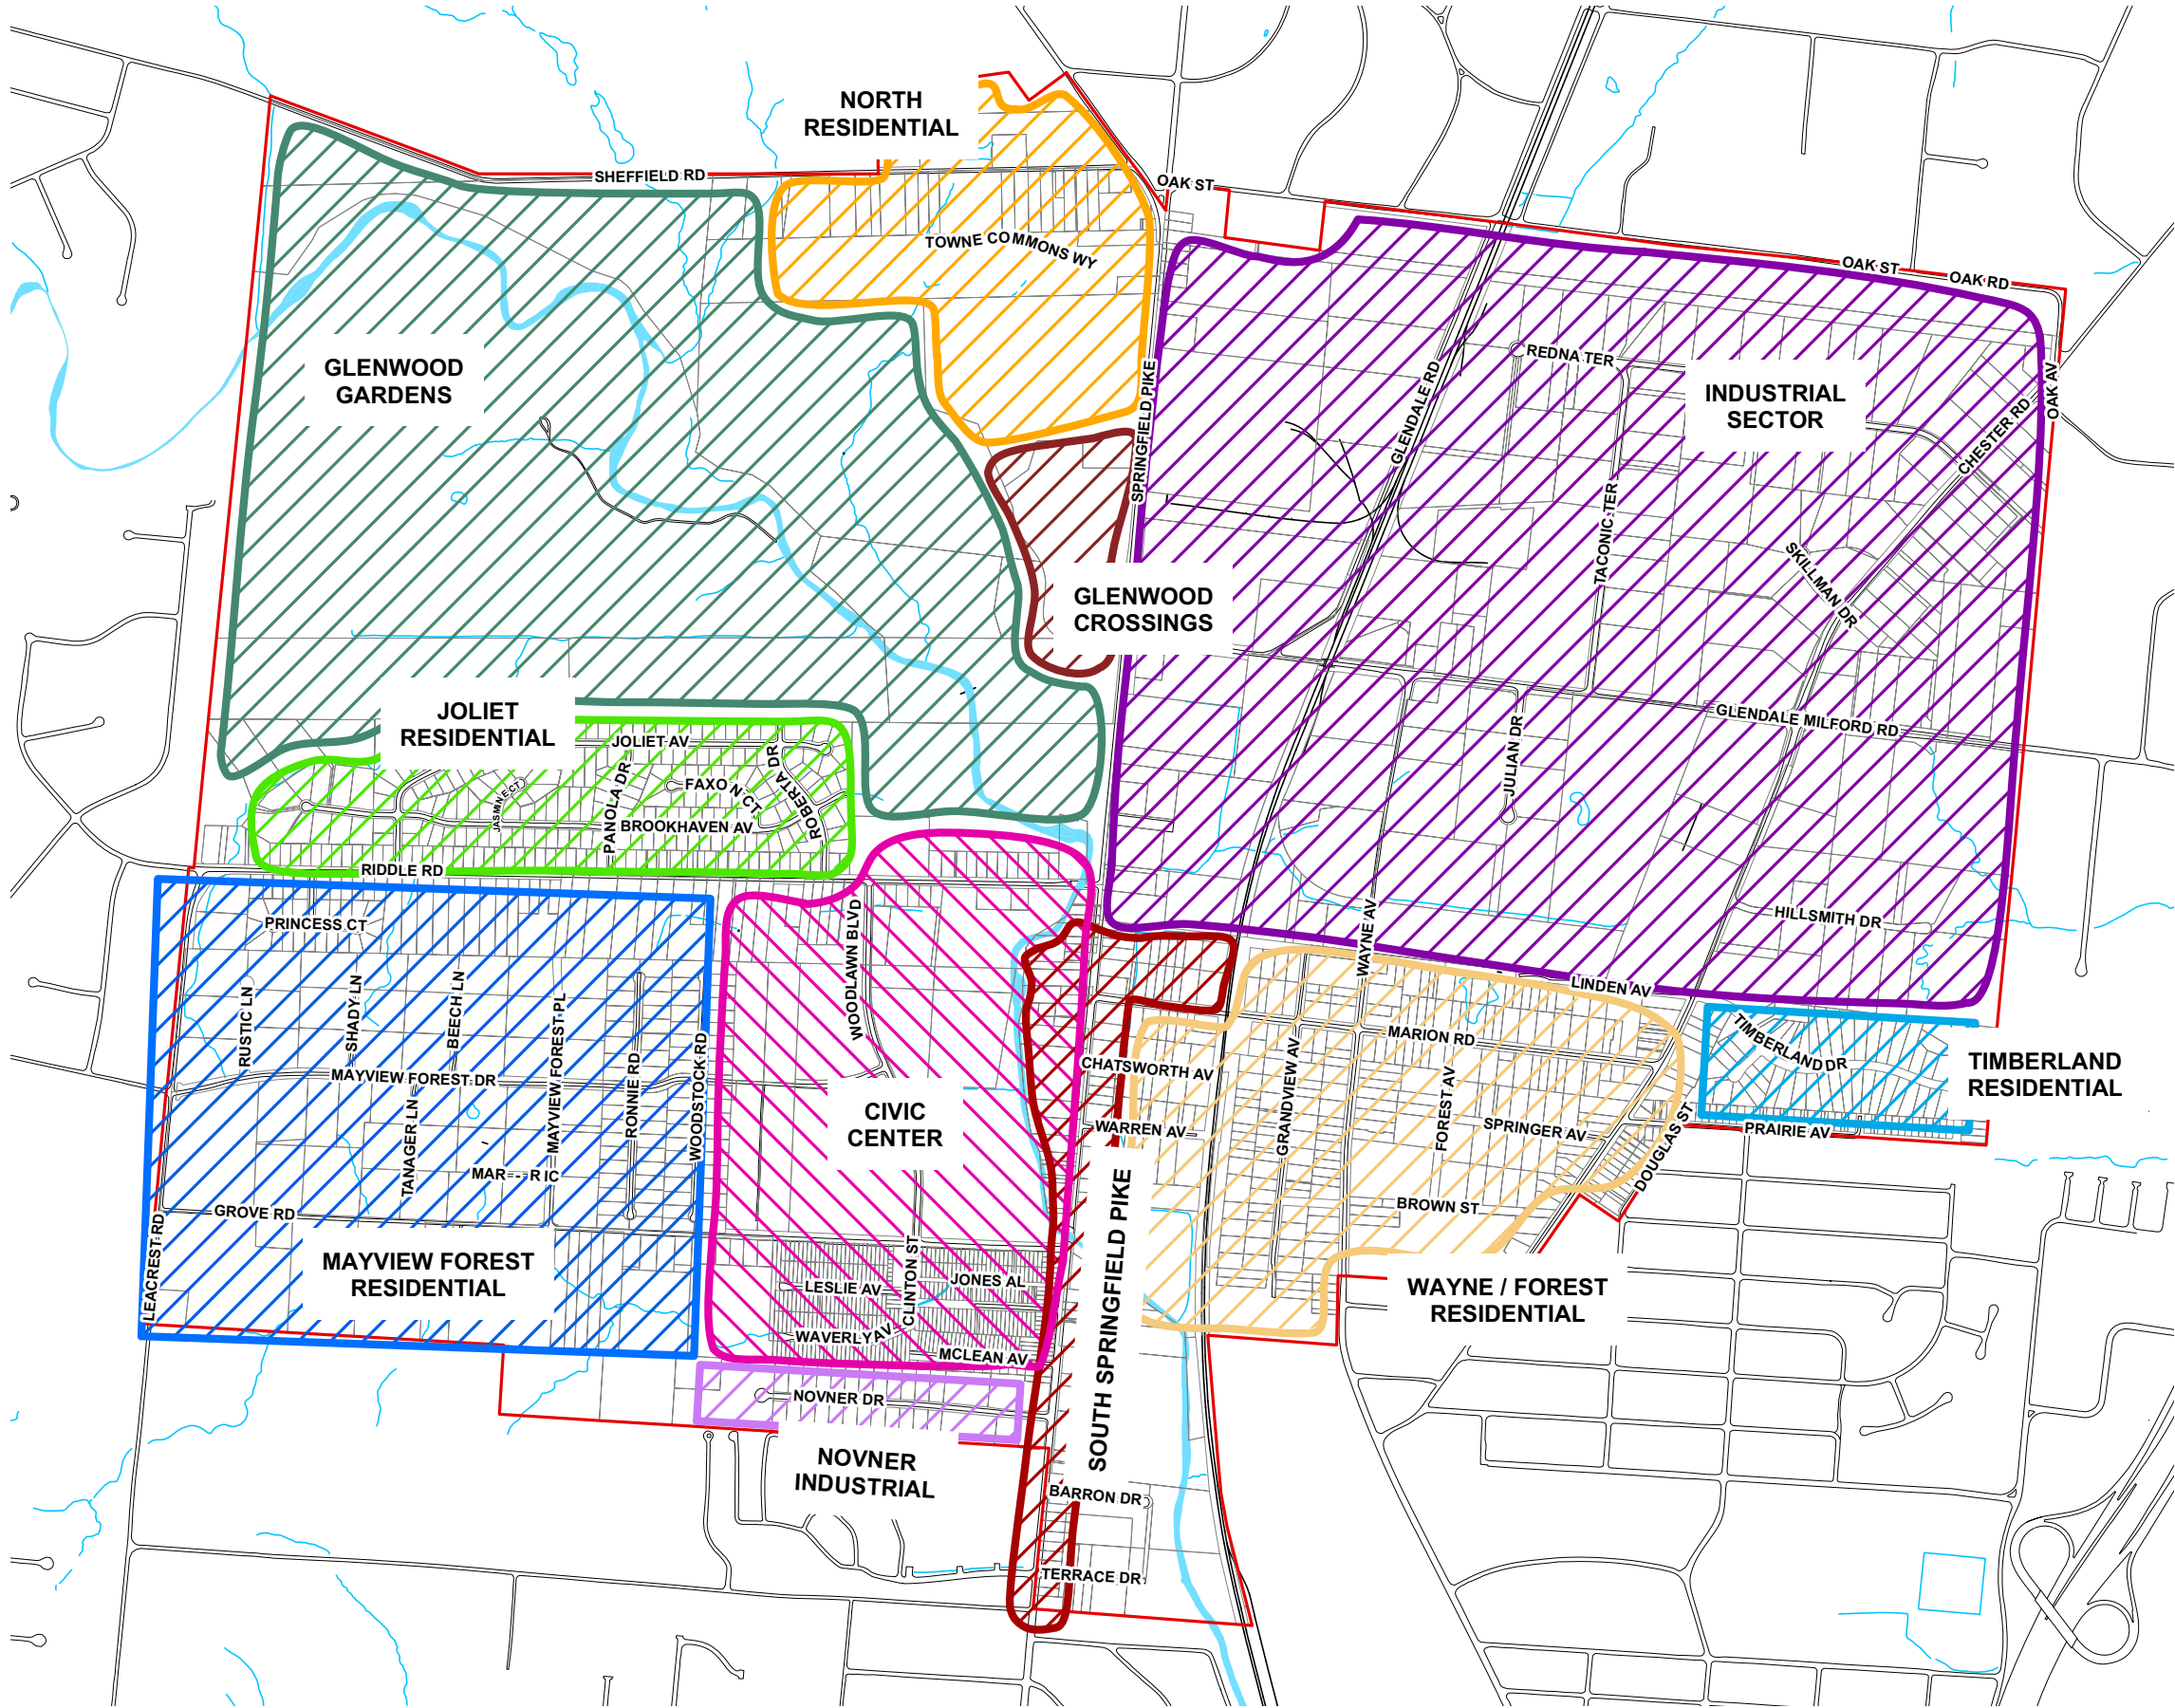 NORTH
RESIDENTIAL
SHEFFIELD RD
OAK ST
TOWNE COMMONS WY
OAK ST
OAK RD
GLENWOOD
GARDENS
SPRINGFIELD PIKE
GLENDALE RD
REDNA TER
INDUSTRIAL
SECTOR
OAK AV
CHESTER RD
TACONIC TER
SKILLMAN DR
GLENWOOD
CROSSINGS
JOLIET
RESIDENTIAL
JOLIET AV
PANOLA DR
FAXON CT
ROBERTA DR
JASMINE CT
BROOKHAVEN AV
GLENDALE MILFORD RD
JULIAN DR
RIDDLE RD
PRINCESS CT
WOODLAWN BLVD
WAYNE AV
HILLSMITH DR
LINDEN AV
RUSTIC LN
SHADY LN
BEECH LN
MAYVIEW FOREST PL
RONNIE RD
WOODSTOCK RD
MAYVIEW FOREST DR
TANAGER LN
MAR - RIC
GROVE RD
LEACREST RD
MAYVIEW FOREST
RESIDENTIAL
CIVIC
CENTER
CHATSWORTH AV
WARREN AV
GRANDVIEW AV
MARION RD
FOREST AV
SPRINGER AV
BROWN ST
DOUGLAS ST
TIMBERLAND DR
PRAIRIE AV
TIMBERLAND
RESIDENTIAL
WAYNE / FOREST
RESIDENTIAL
SOUTH SPRINGFIELD PIKE
LESLIE AV
CLINTON ST
JONES AL
WAVERLY AV
MCLEAN AV
NOVNER DR
NOVNER
INDUSTRIAL
BARRON DR
TERRACE DR